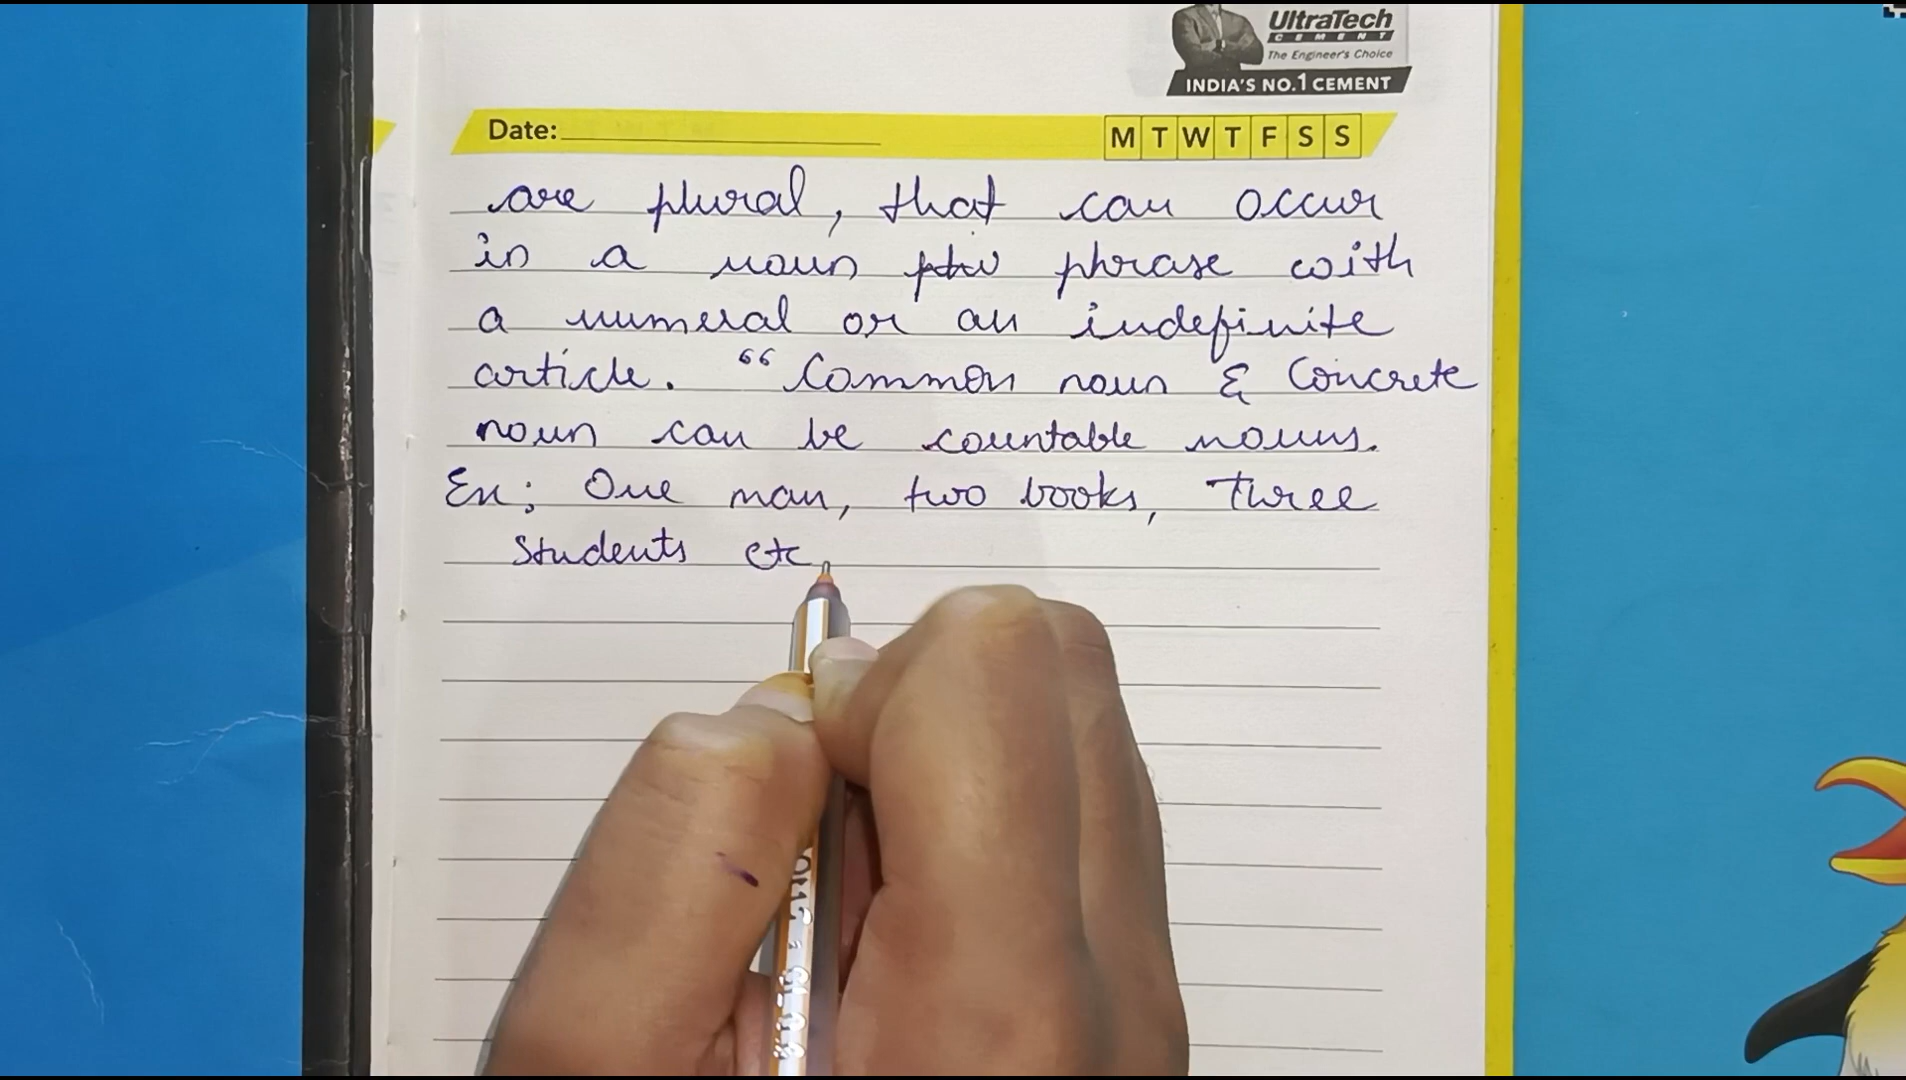 UltraTech
CEMENT
The Engineer's Choice
INDIA'S NO.1 CEMENT
Date:
M T W T F S S
are plural, that can occur
in a noun phrase with
a numeral or an indefinite
article. “Common noun & Concrete
noun can be countable nouns.
Ex; One man, two books, Three
Students etc